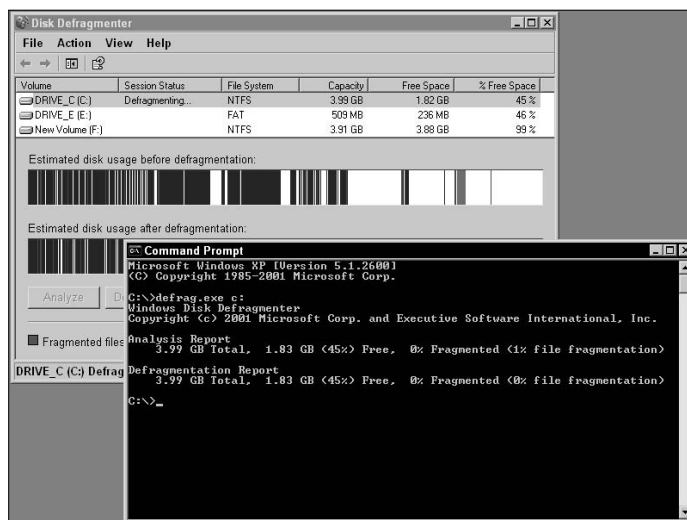 Disk Defragmenter
File Action View Help
Volume Session Status File System Capacity Free Space % Free Space
DRIVE_C (C:) Defragmenting... NTFS 3.99 GB 1.82 GB 45 %
DRIVE_E (E:) FAT 509 MB 236 MB 46 %
New Volume (F:) NTFS 3.91 GB 3.88 GB 99 %
Estimated disk usage before defragmentation:
Estimated disk usage after defragmentation:
Analyze
Fragmented files
DRIVE_C (C:) Defrag
Command Prompt
Microsoft Windows XP [Version 5.1.2600]
(C) Copyright 1985-2001 Microsoft Corp.
C:\>defrag.exe c:
Windows Disk Defragmenter
Copyright (c) 2001 Microsoft Corp. and Executive Software International, Inc.
Analysis Report
3.99 GB Total, 1.83 GB (45%) Free, 0% Fragmented (1% file fragmentation)
Defragmentation Report
3.99 GB Total, 1.83 GB (45%) Free, 0% Fragmented (0% file fragmentation)
C:\>_